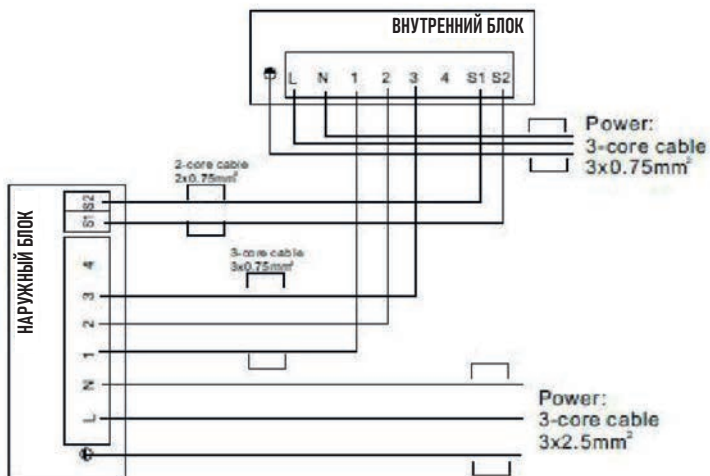 ВНУТРЕННИЙ БЛОК
L N 1 2 3 4 S1 S2
Power:
3-core cable
3x0.75mm²
2-core cable
2x0.75mm²
НАРУЖНЫЙ БЛОК
S2
S1
4
3
2
1
N
L
3-core cable
3x0.75mm²
Power:
3-core cable
3x2.5mm²